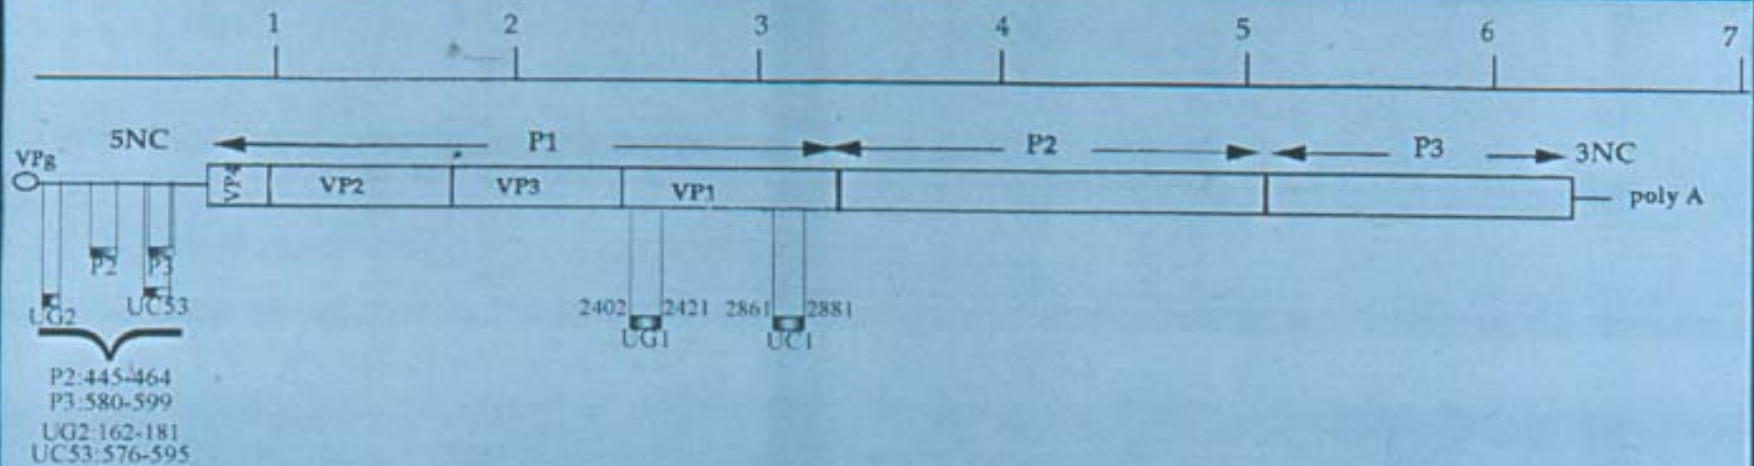 1 2 3 4 5 6 7
5NC P1 P2 P3 3NC
VPg VP4 VP2 VP3 VP1 poly A
P2 P3
UG2 UC53 2402 2421 2861 2881
UG1 UC1
P2:445-464
P3:580-599
UG2:162-181
UC53:576-595